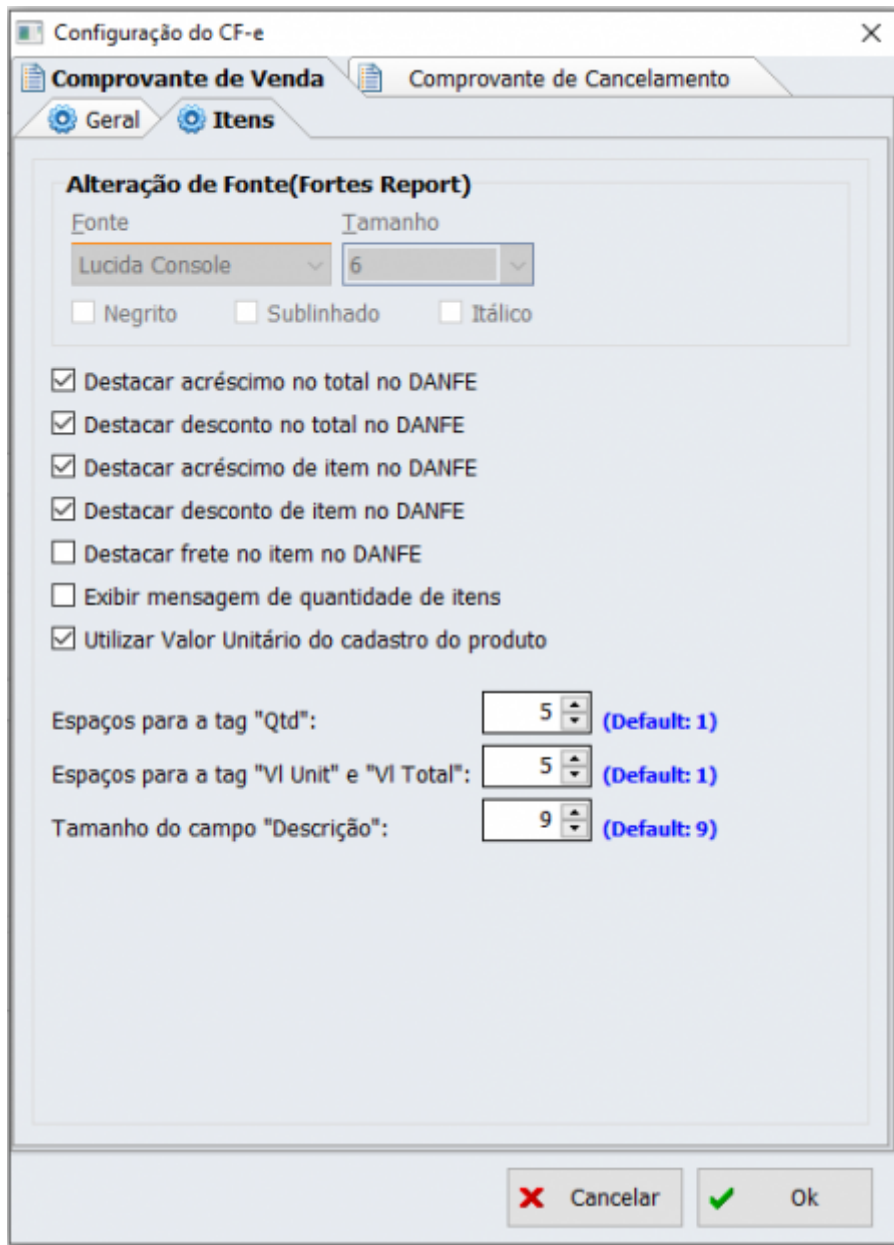 Configuração do CF-e
Comprovante de Venda
Comprovante de Cancelamento
Geral
Itens
Alteração de Fonte(Fortes Report)
Fonte
Tamanho
Lucida Console
6
Negrito
Sublinhado
Itálico
Destacar acréscimo no total no DANFE
Destacar desconto no total no DANFE
Destacar acréscimo de item no DANFE
Destacar desconto de item no DANFE
Destacar frete no item no DANFE
Exibir mensagem de quantidade de itens
Utilizar Valor Unitário do cadastro do produto
Espaços para a tag "Qtd": 5 (Default: 1)
Espaços para a tag "Vl Unit" e "Vl Total": 5 (Default: 1)
Tamanho do campo "Descrição": 9 (Default: 9)
Cancelar
Ok